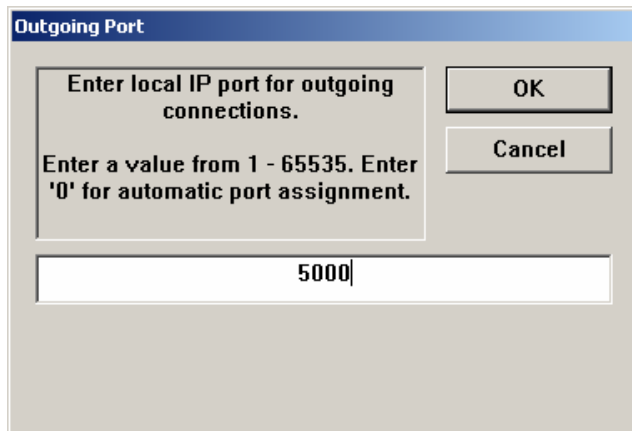 Outgoing Port
Enter local IP port for outgoing
connections.
Enter a value from 1 - 65535. Enter
'0' for automatic port assignment.
OK
Cancel
5000